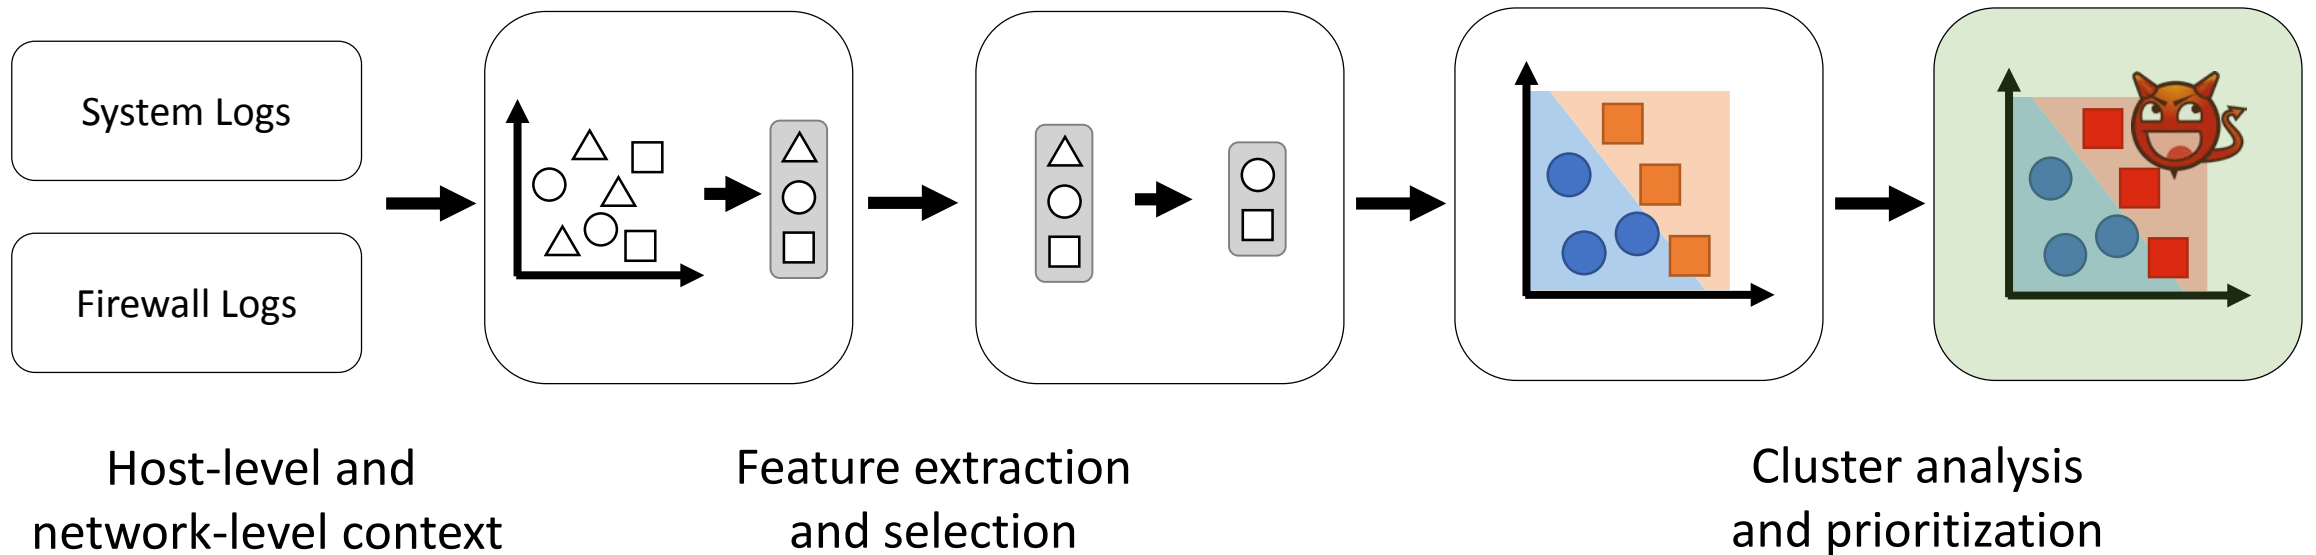 System Logs
Firewall Logs
Host-level and
network-level context
Feature extraction
and selection
Cluster analysis
and prioritization